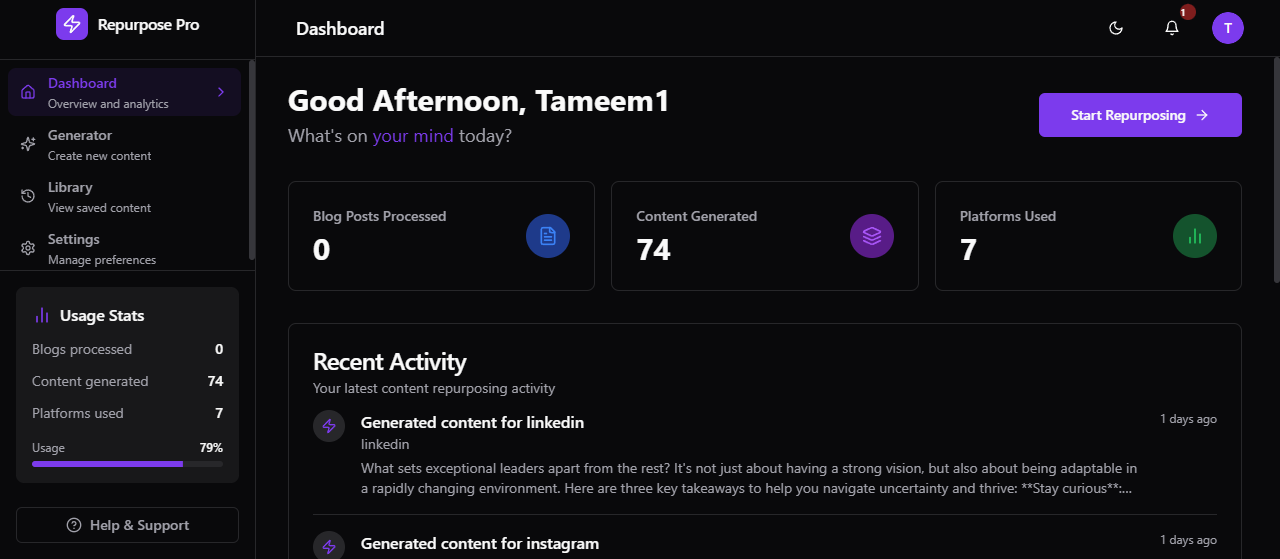 Repurpose Pro
Dashboard
Overview and analytics
Generator
Create new content
Library
View saved content
Settings
Manage preferences
Usage Stats
Blogs processed 0
Content generated 74
Platforms used 7
Usage 79%
Help & Support
Dashboard
1
T
Good Afternoon, Tameem1
What's on your mind today?
Start Repurposing
Blog Posts Processed
0
Content Generated
74
Platforms Used
7
Recent Activity
Your latest content repurposing activity
Generated content for linkedin 1 days ago
linkedin
What sets exceptional leaders apart from the rest? It's not just about having a strong vision, but also about being adaptable in
a rapidly changing environment. Here are three key takeaways to help you navigate uncertainty and thrive: **Stay curious**:...
Generated content for instagram 1 days ago